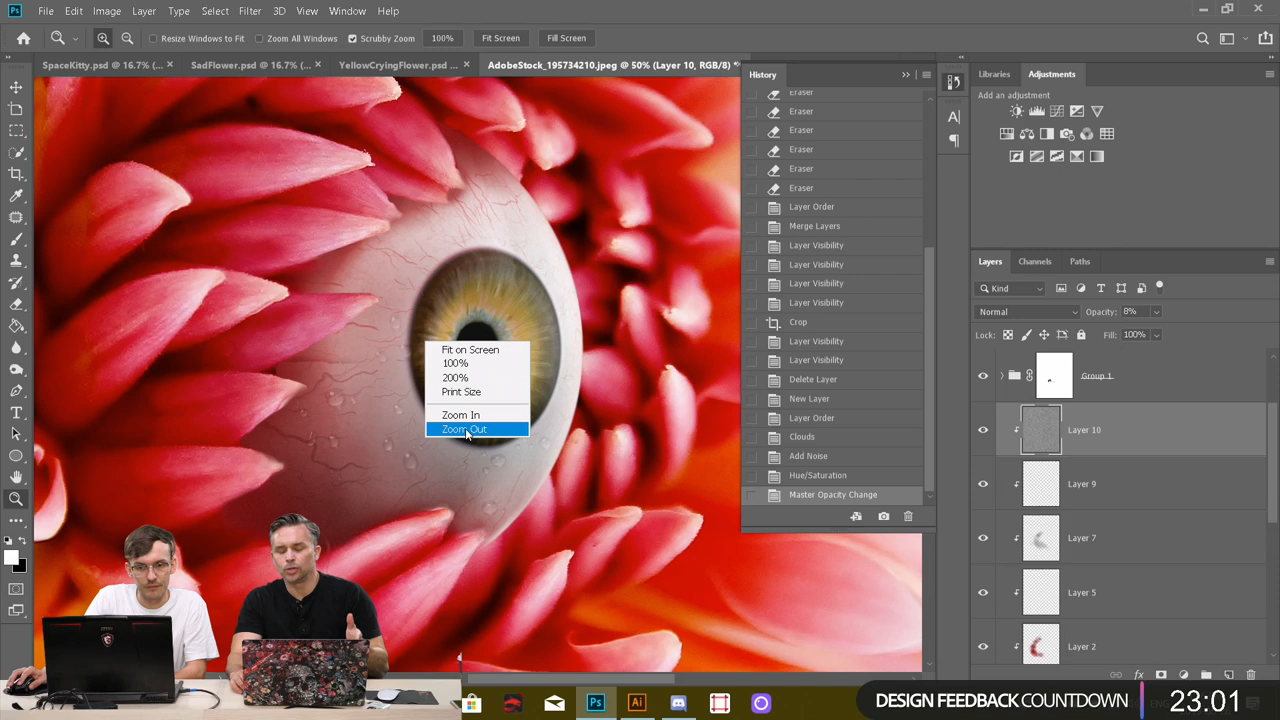 Ps File Edit Image Layer Type Select Filter 3D View Window Help
Resize Windows to Fit Zoom All Windows Scrubby Zoom 100% Fit Screen Fill Screen
SpaceKitty.psd @ 16.7% (... × SadFlower.psd @ 16.7% (... × YellowCryingFlower.psd ... × AdobeStock_195734210.jpeg @ 50% (Layer 10, RGB/8) *
History
Eraser
Eraser
Eraser
Eraser
Eraser
Eraser
Layer Order
Merge Layers
Layer Visibility
Layer Visibility
Layer Visibility
Layer Visibility
Crop
Layer Visibility
Layer Visibility
Delete Layer
New Layer
Layer Order
Clouds
Add Noise
Hue/Saturation
Master Opacity Change
Fit on Screen
100%
200%
Print Size
Zoom In
Zoom Out
Libraries Adjustments
Add an adjustment
Layers Channels Paths
Kind
Normal Opacity: 8%
Lock: Fill: 100%
Group 1
Layer 10
Layer 9
Layer 7
Layer 5
Layer 2
fx
Ps Ai
DESIGN FEEDBACK COUNTDOWN 23:01